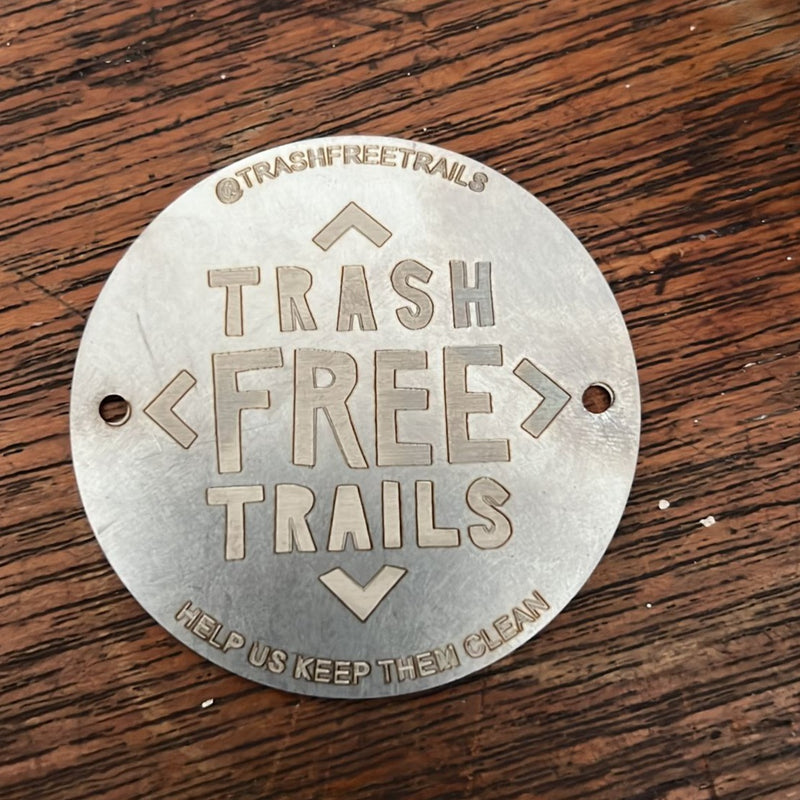 @TRASHFREETRAILS
TRASH
FREE
TRAILS
HELP US KEEP THEM CLEAN